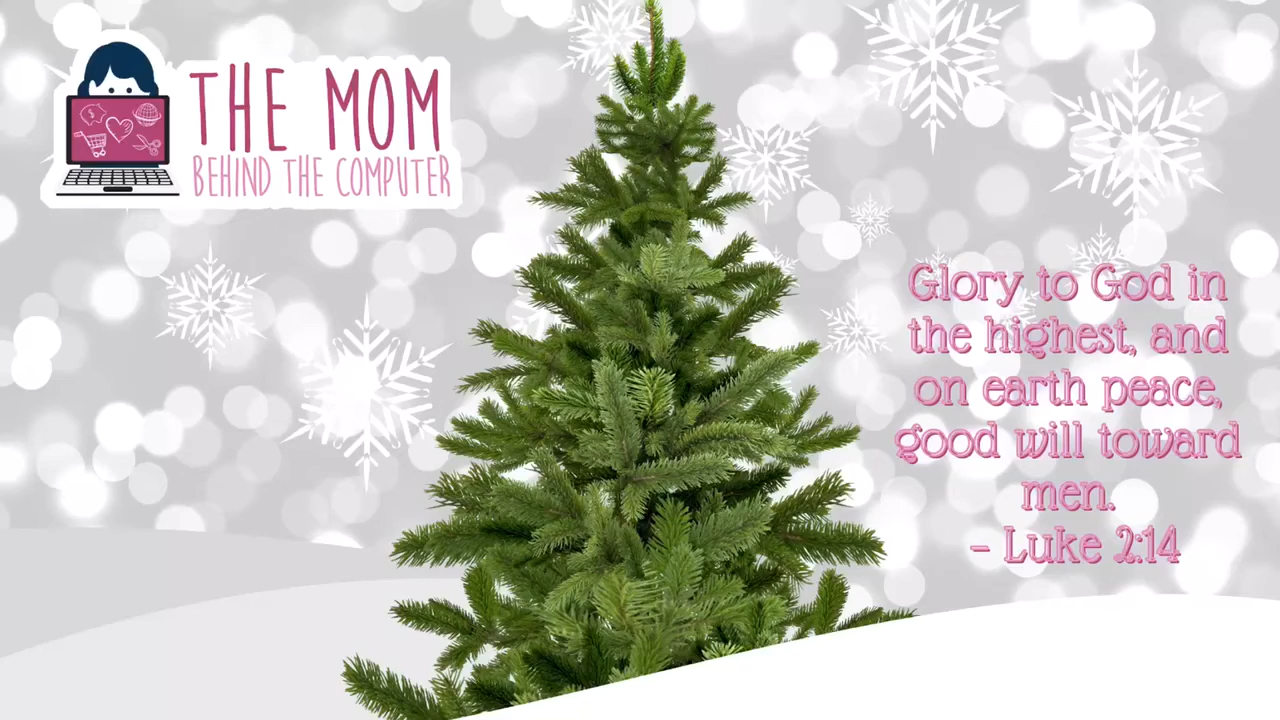 THE MOM
BEHIND THE COMPUTER
Glory to God in
the highest, and
on earth peace,
good will toward
men.
- Luke 2:14